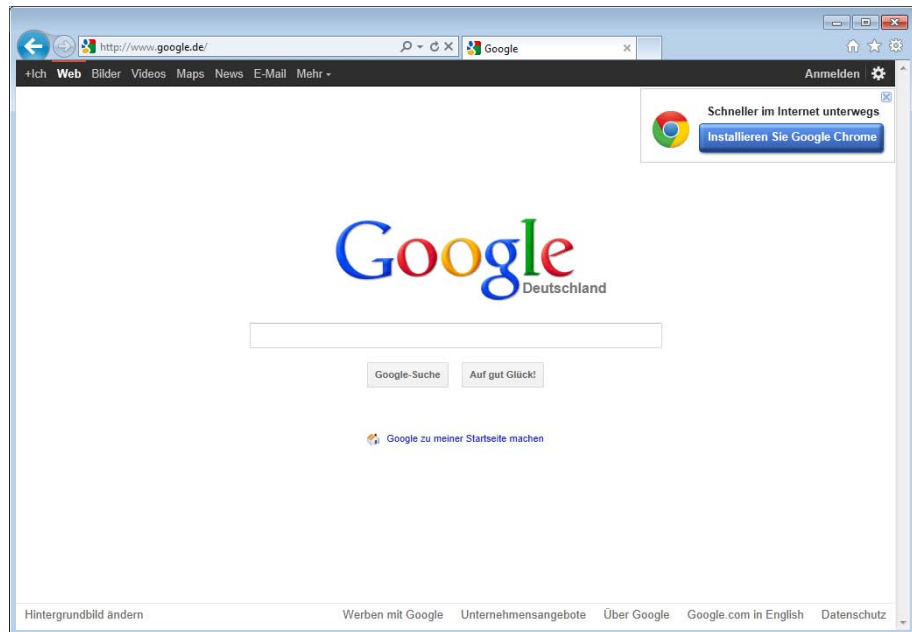 http://www.google.de/
Google
+Ich Web Bilder Videos Maps News E-Mail Mehr
Anmelden
Schneller im Internet unterwegs
Installieren Sie Google Chrome
Google
Deutschland
Google-Suche
Auf gut Glück!
Google zu meiner Startseite machen
Hintergrundbild ändern
Werben mit Google Unternehmensangebote Über Google Google.com in English Datenschutz